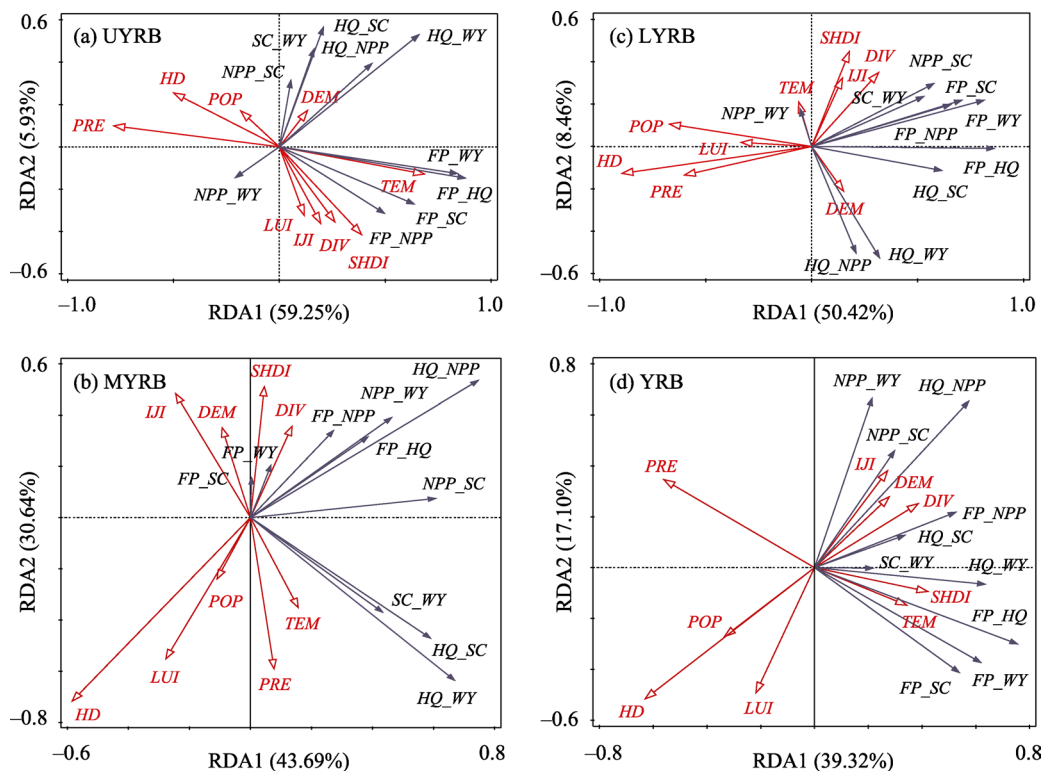 (a) UYRB
0.6
HQ_SC
SC_WY
HQ_NPP
HQ_WY
NPP_SC
HD
POP
DEM
PRE
NPP_WY
FP_WY
TEM
FP_HQ
FP_SC
LUI
IJI
DIV
FP_NPP
SHDI
RDA2 (5.93%)
–0.6
–1.0
RDA1 (59.25%)
1.0
(c) LYRB
0.6
SHDI
DIV
IJI
NPP_SC
TEM
SC_WY
FP_SC
NPP_WY
FP_WY
POP
LUI
FP_NPP
HD
PRE
FP_HQ
HQ_SC
DEM
HQ_NPP
HQ_WY
RDA2 (8.46%)
–0.6
–1.0
RDA1 (50.42%)
1.0
(b) MYRB
0.6
SHDI
HQ_NPP
NPP_WY
IJI
DEM
DIV
FP_NPP
FP_WY
FP_HQ
FP_SC
NPP_SC
POP
TEM
SC_WY
LUI
PRE
HQ_SC
HQ_WY
HD
RDA2 (30.64%)
–0.8
–0.6
RDA1 (43.69%)
0.8
(d) YRB
0.8
NPP_WY
HQ_NPP
NPP_SC
PRE
IJI
DEM
DIV
FP_NPP
HQ_SC
SC_WY
HQ_WY
SHDI
TEM
FP_HQ
POP
FP_WY
FP_SC
LUI
HD
RDA2 (17.10%)
–0.6
–0.8
RDA1 (39.32%)
0.8